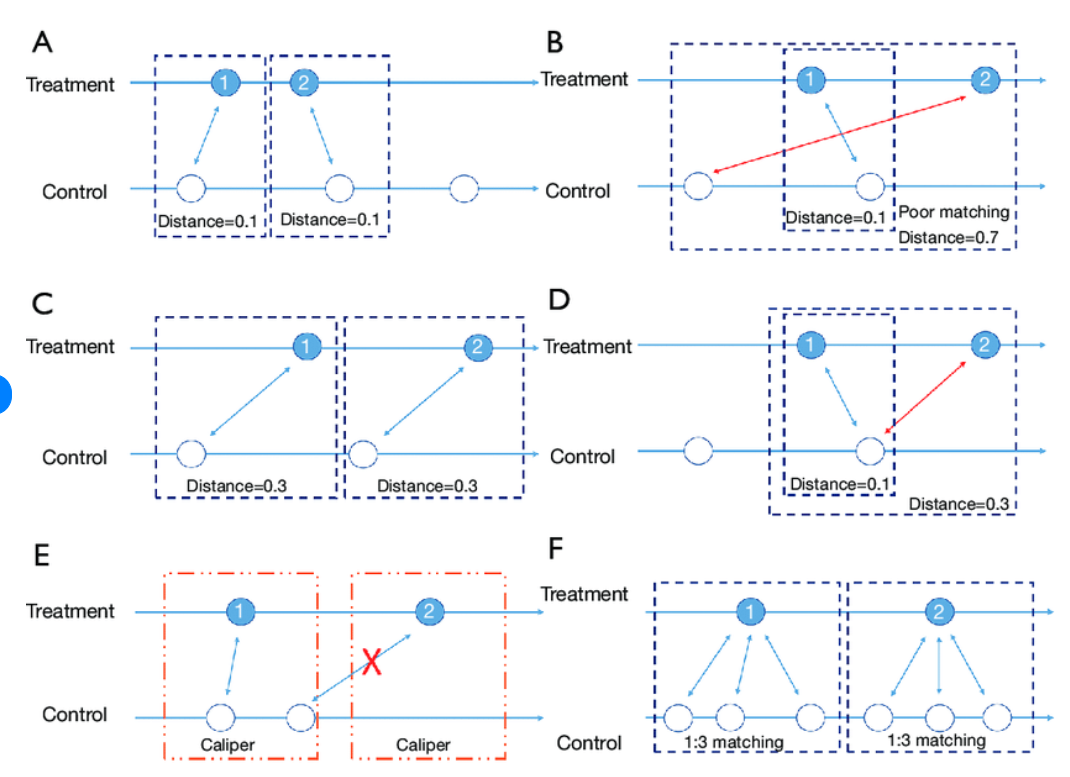 A
Treatment
1
2
Control
Distance=0.1
Distance=0.1
B
Treatment
1
2
Control
Distance=0.1
Poor matching
Distance=0.7
C
Treatment
1
2
Control
Distance=0.3
Distance=0.3
D
Treatment
1
2
Control
Distance=0.1
Distance=0.3
E
Treatment
1
2
X
Control
Caliper
Caliper
F
Treatment
1
2
Control
1:3 matching
1:3 matching